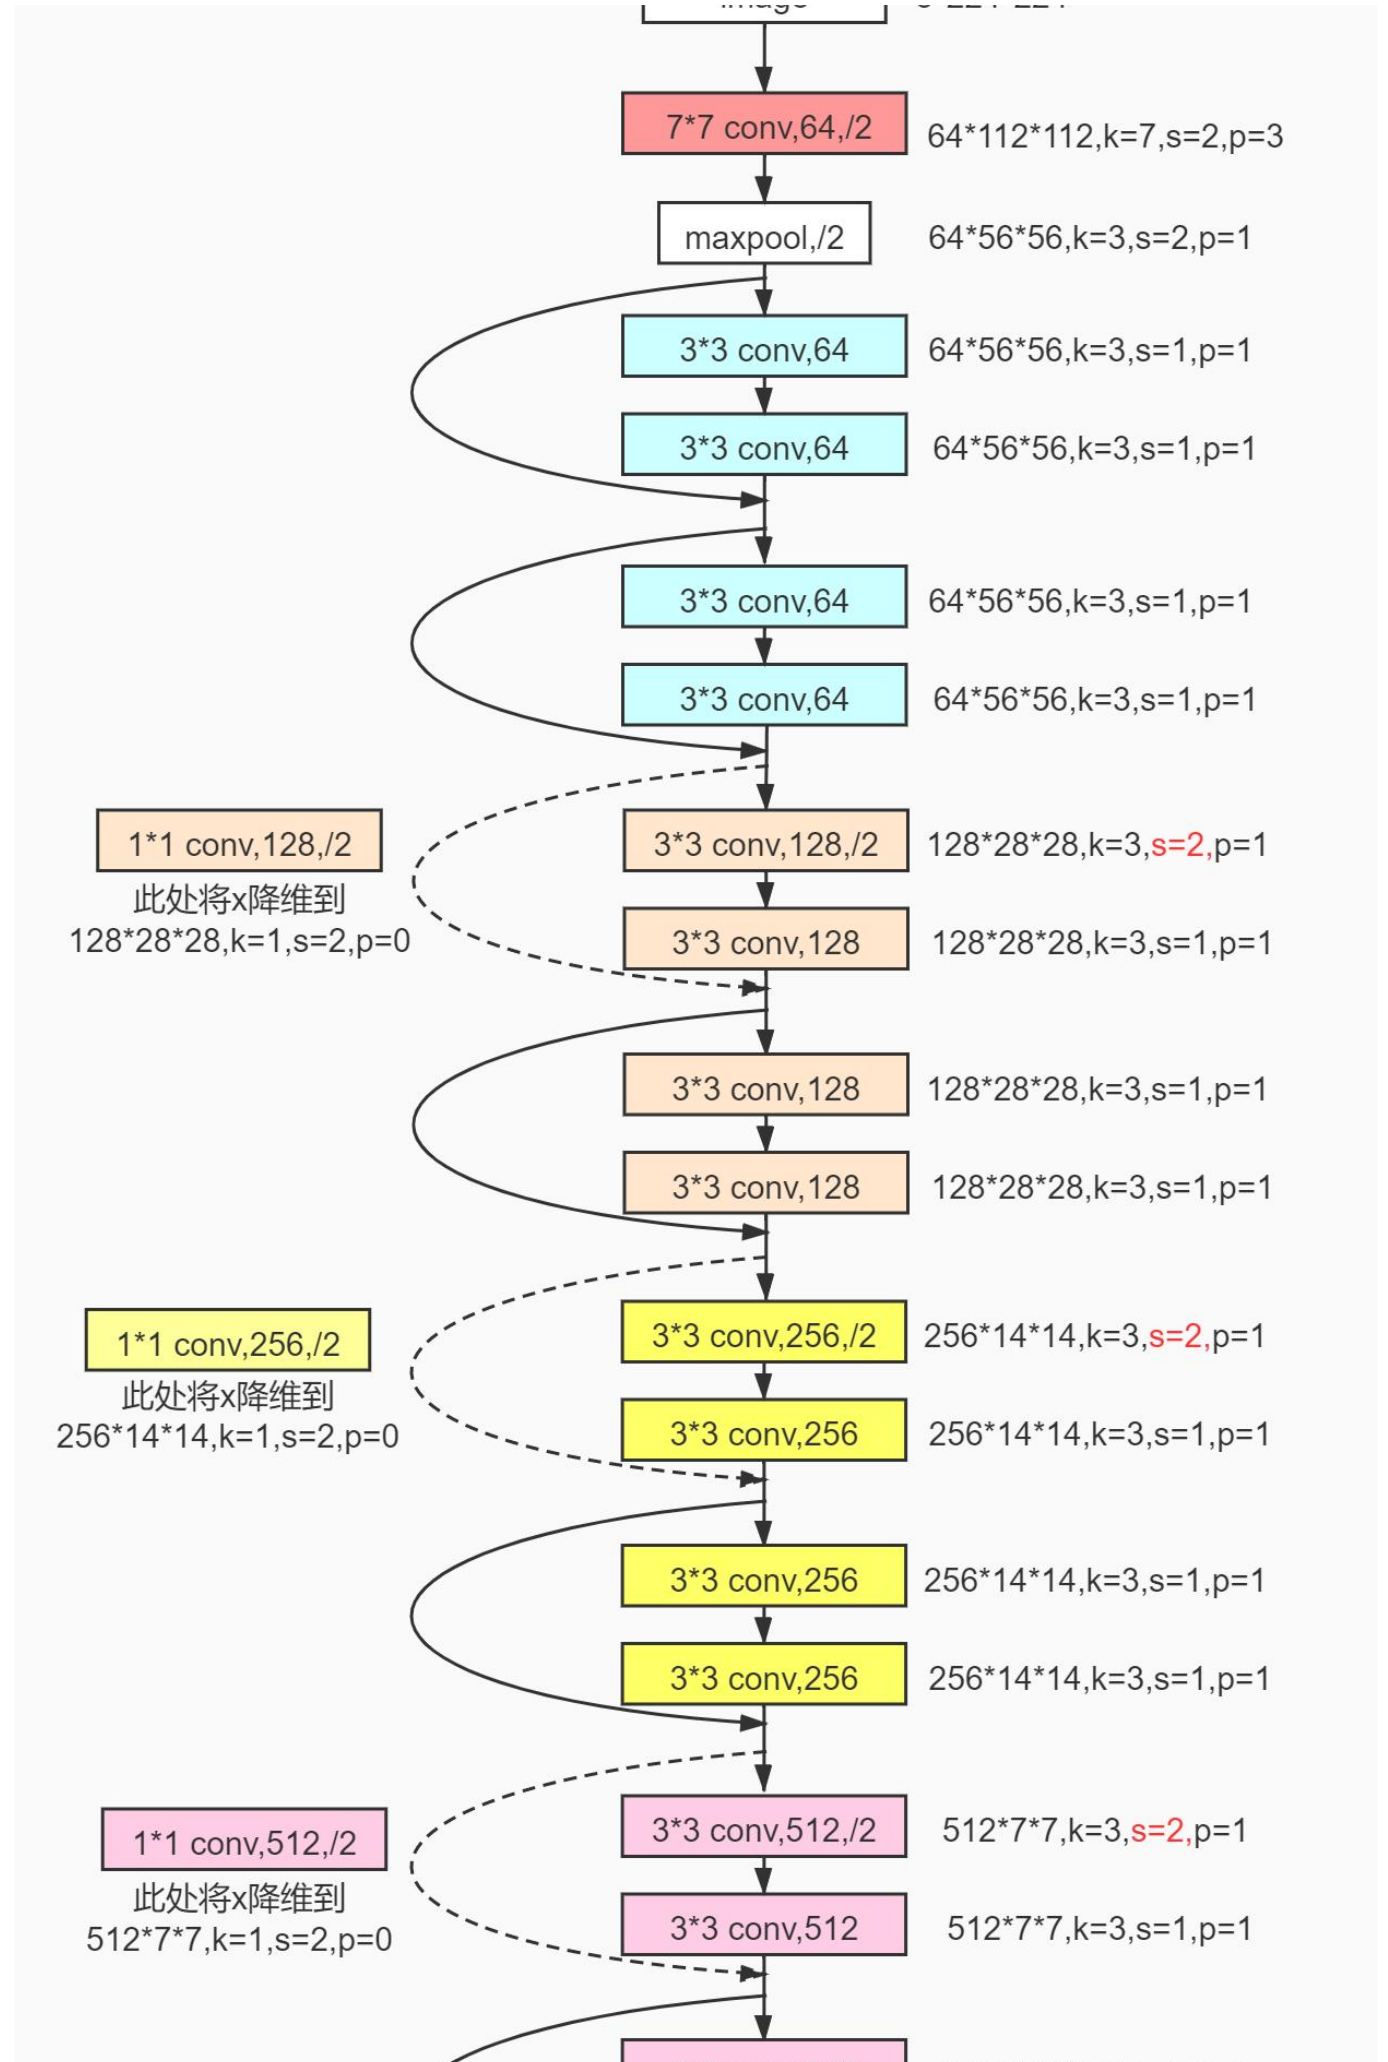 7*7 conv,64,/2
64*112*112,k=7,s=2,p=3
maxpool,/2
64*56*56,k=3,s=2,p=1
3*3 conv,64
64*56*56,k=3,s=1,p=1
3*3 conv,64
64*56*56,k=3,s=1,p=1
3*3 conv,64
64*56*56,k=3,s=1,p=1
3*3 conv,64
64*56*56,k=3,s=1,p=1
1*1 conv,128,/2
此处将x降维到
128*28*28,k=1,s=2,p=0
3*3 conv,128,/2
128*28*28,k=3,s=2,p=1
3*3 conv,128
128*28*28,k=3,s=1,p=1
3*3 conv,128
128*28*28,k=3,s=1,p=1
3*3 conv,128
128*28*28,k=3,s=1,p=1
1*1 conv,256,/2
此处将x降维到
256*14*14,k=1,s=2,p=0
3*3 conv,256,/2
256*14*14,k=3,s=2,p=1
3*3 conv,256
256*14*14,k=3,s=1,p=1
3*3 conv,256
256*14*14,k=3,s=1,p=1
3*3 conv,256
256*14*14,k=3,s=1,p=1
1*1 conv,512,/2
此处将x降维到
512*7*7,k=1,s=2,p=0
3*3 conv,512,/2
512*7*7,k=3,s=2,p=1
3*3 conv,512
512*7*7,k=3,s=1,p=1